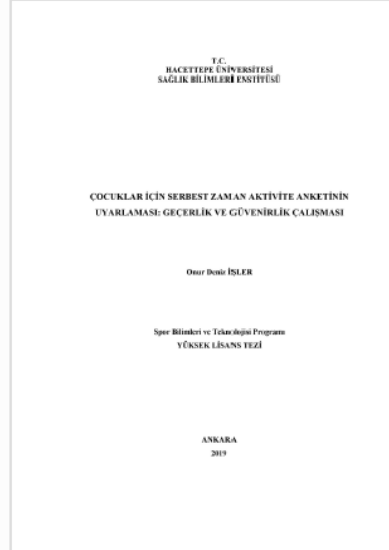 T.C.
HACETTEPE ÜNİVERSİTESİ
SAĞLIK BİLİMLERİ ENSTİTÜSÜ
ÇOCUKLAR İÇİN SERBEST ZAMAN AKTİVİTE ANKETİNİN
UYARLAMASI: GEÇERLİK VE GÜVENİRLİK ÇALIŞMASI
Onur Deniz İŞLER
Spor Bilimleri ve Teknolojisi Programı
YÜKSEK LİSANS TEZİ
ANKARA
2019